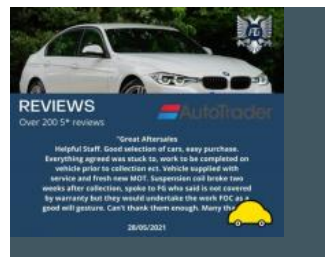 FG
REVIEWS
AutoTrader
Over 200 5* reviews
"Great Aftersales
Helpful Staff. Good selection of cars, easy purchase.
Everything agreed was stuck to, work to be completed on
vehicle prior to collection ect. Vehicle supplied with
service and fresh new MOT. Suspension coil broke two
weeks after collection, spoke to FG who said is not covered
by warranty but they would undertake the work FOC as a
good will gesture. Can't thank them enough. Many
28/05/2021